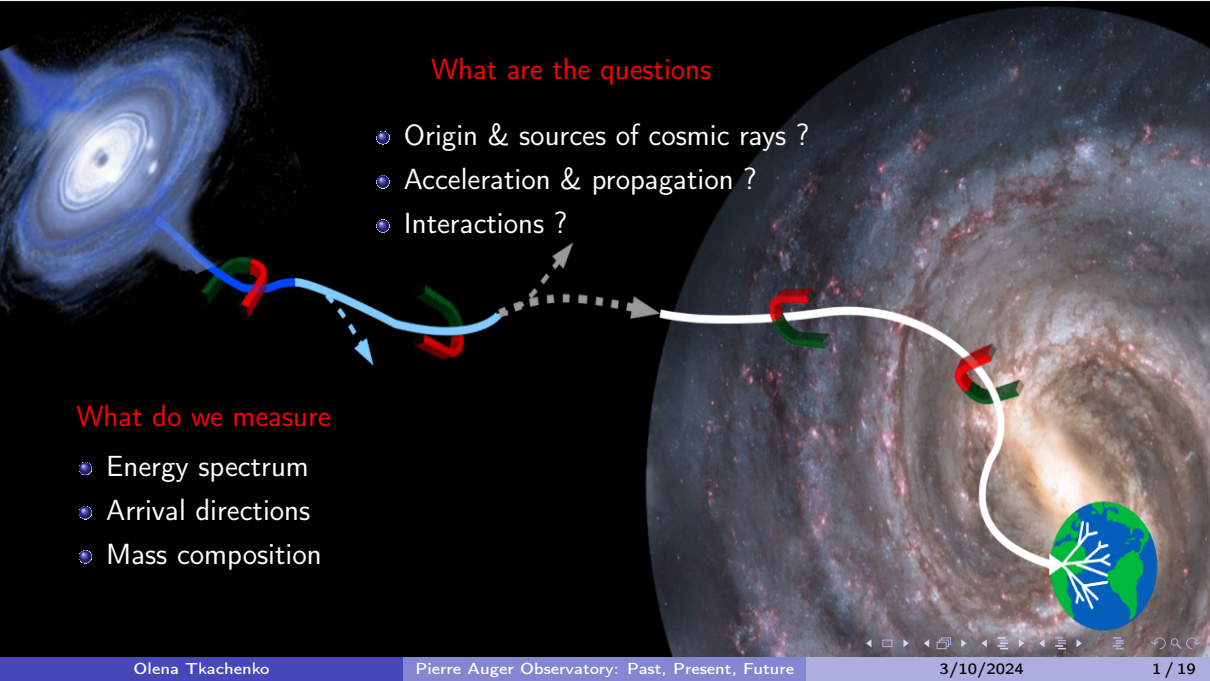 What are the questions
Origin & sources of cosmic rays ?
Acceleration & propagation ?
Interactions ?
What do we measure
Energy spectrum
Arrival directions
Mass composition
Olena Tkachenko
Pierre Auger Observatory: Past, Present, Future
3/10/2024
1 / 19